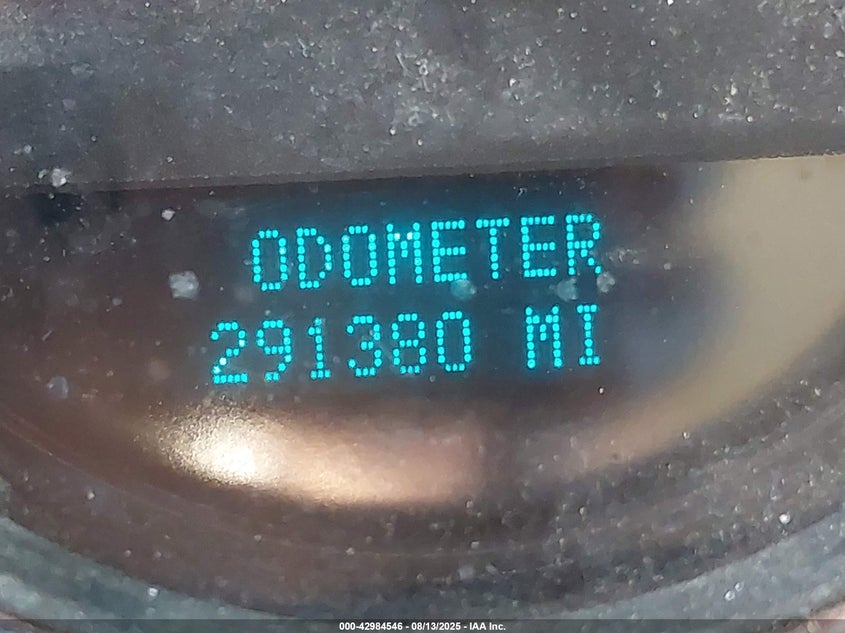 ODOMETER
291380 MI
000-42984546 - 08/13/2025 - IAA Inc.